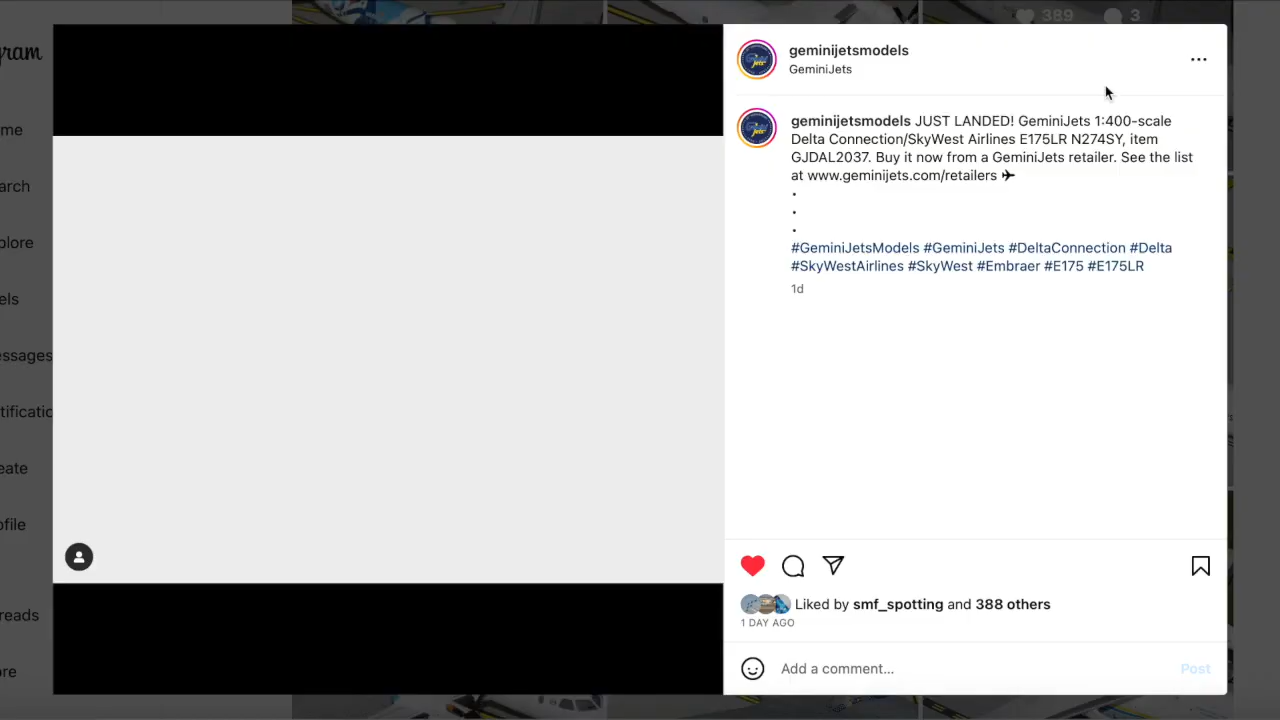 389 3
gram
me
arch
plore
els
essages
tificatic
eate
ofile
reads
ore
geminijetsmodels
GeminiJets
geminijetsmodels JUST LANDED! GeminiJets 1:400-scale
Delta Connection/SkyWest Airlines E175LR N274SY, item
GJDAL2037. Buy it now from a GeminiJets retailer. See the list
at www.geminijets.com/retailers ✈
.
.
.
#GeminiJetsModels #GeminiJets #DeltaConnection #Delta
#SkyWestAirlines #SkyWest #Embraer #E175 #E175LR
1d
Liked by smf_spotting and 388 others
1 DAY AGO
Add a comment...
Post